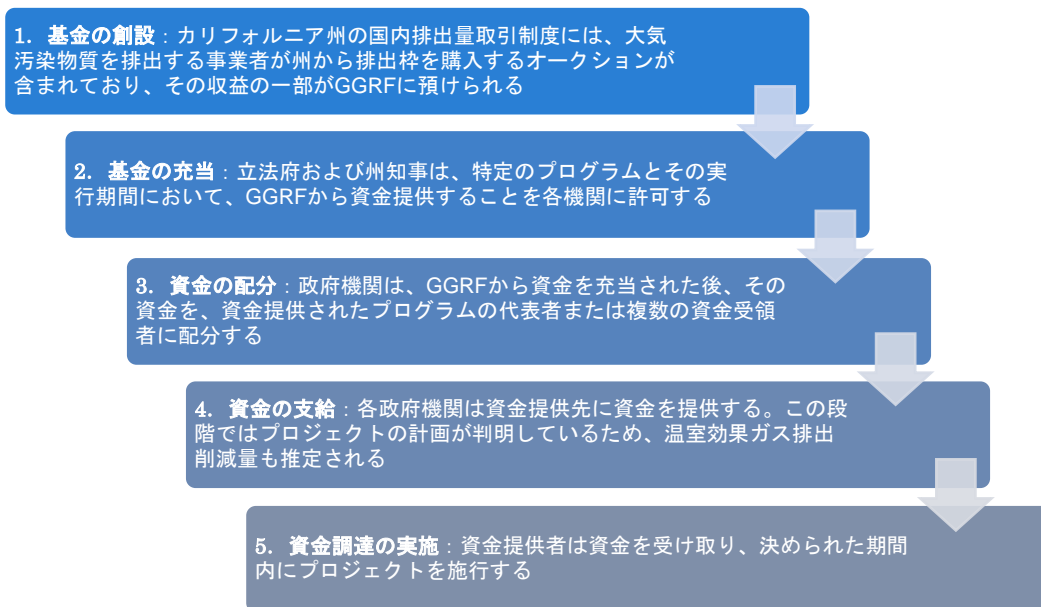 1. 基金の創設：カリフォルニア州の国内排出量取引制度には、大気
汚染物質を排出する事業者が州から排出枠を購入するオークションが
含まれており、その収益の一部がGGRFに預けられる
2. 基金の充当：立法府および州知事は、特定のプログラムとその実
行期間において、GGRFから資金提供することを各機関に許可する
3. 資金の配分：政府機関は、GGRFから資金を充当された後、その
資金を、資金提供されたプログラムの代表者または複数の資金受領
者に配分する
4. 資金の支給：各政府機関は資金提供先に資金を提供する。この段
階ではプロジェクトの計画が判明しているため、温室効果ガス排出
削減量も推定される
5. 資金調達の実施：資金提供者は資金を受け取り、決められた期間
内にプロジェクトを施行する